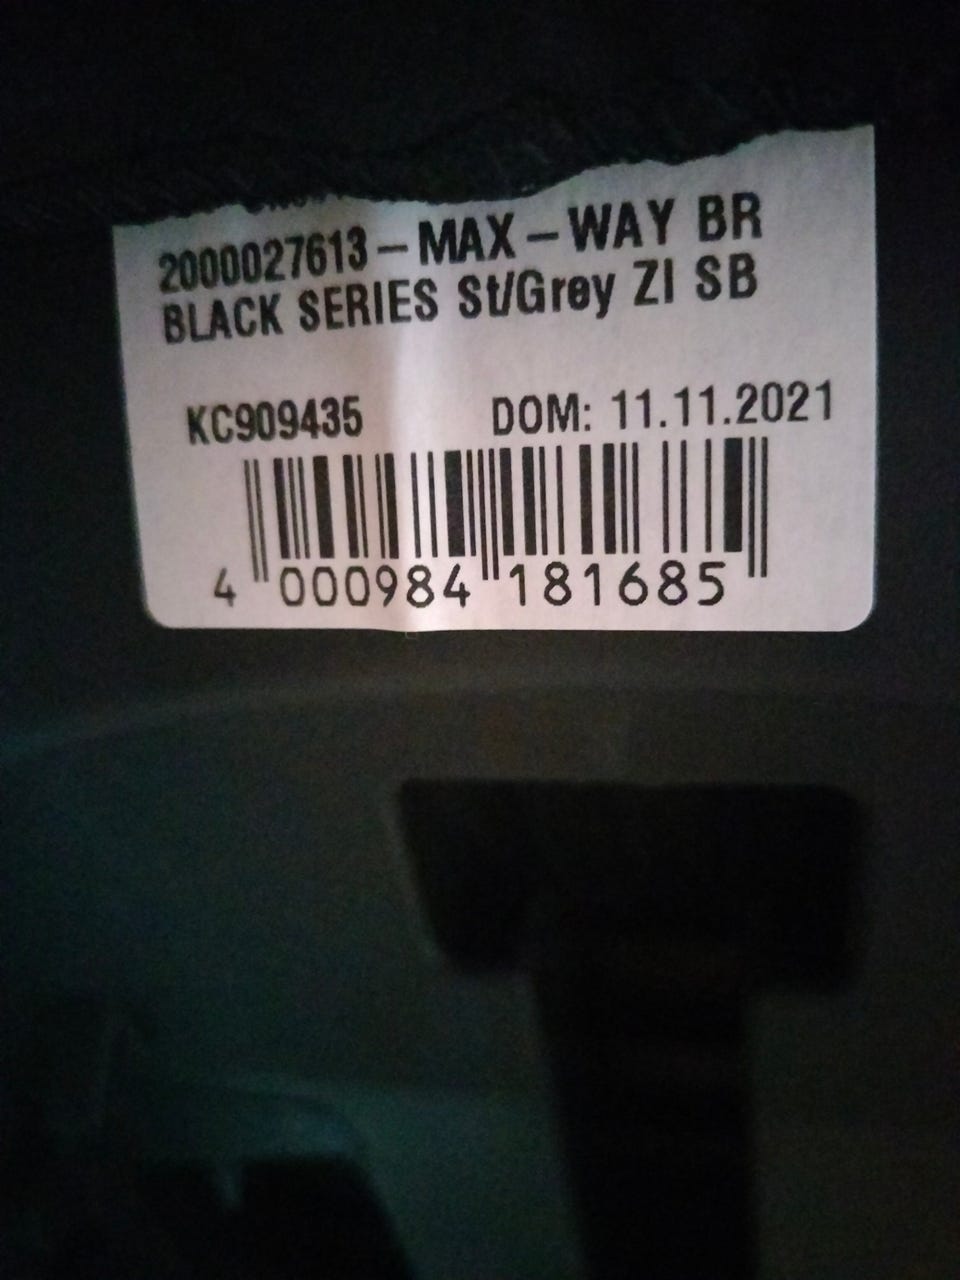 2000027613 - MAX - WAY BR
BLACK SERIES St/Grey ZI SB
KC909435 DOM: 11.11.2021
4 000984 181685